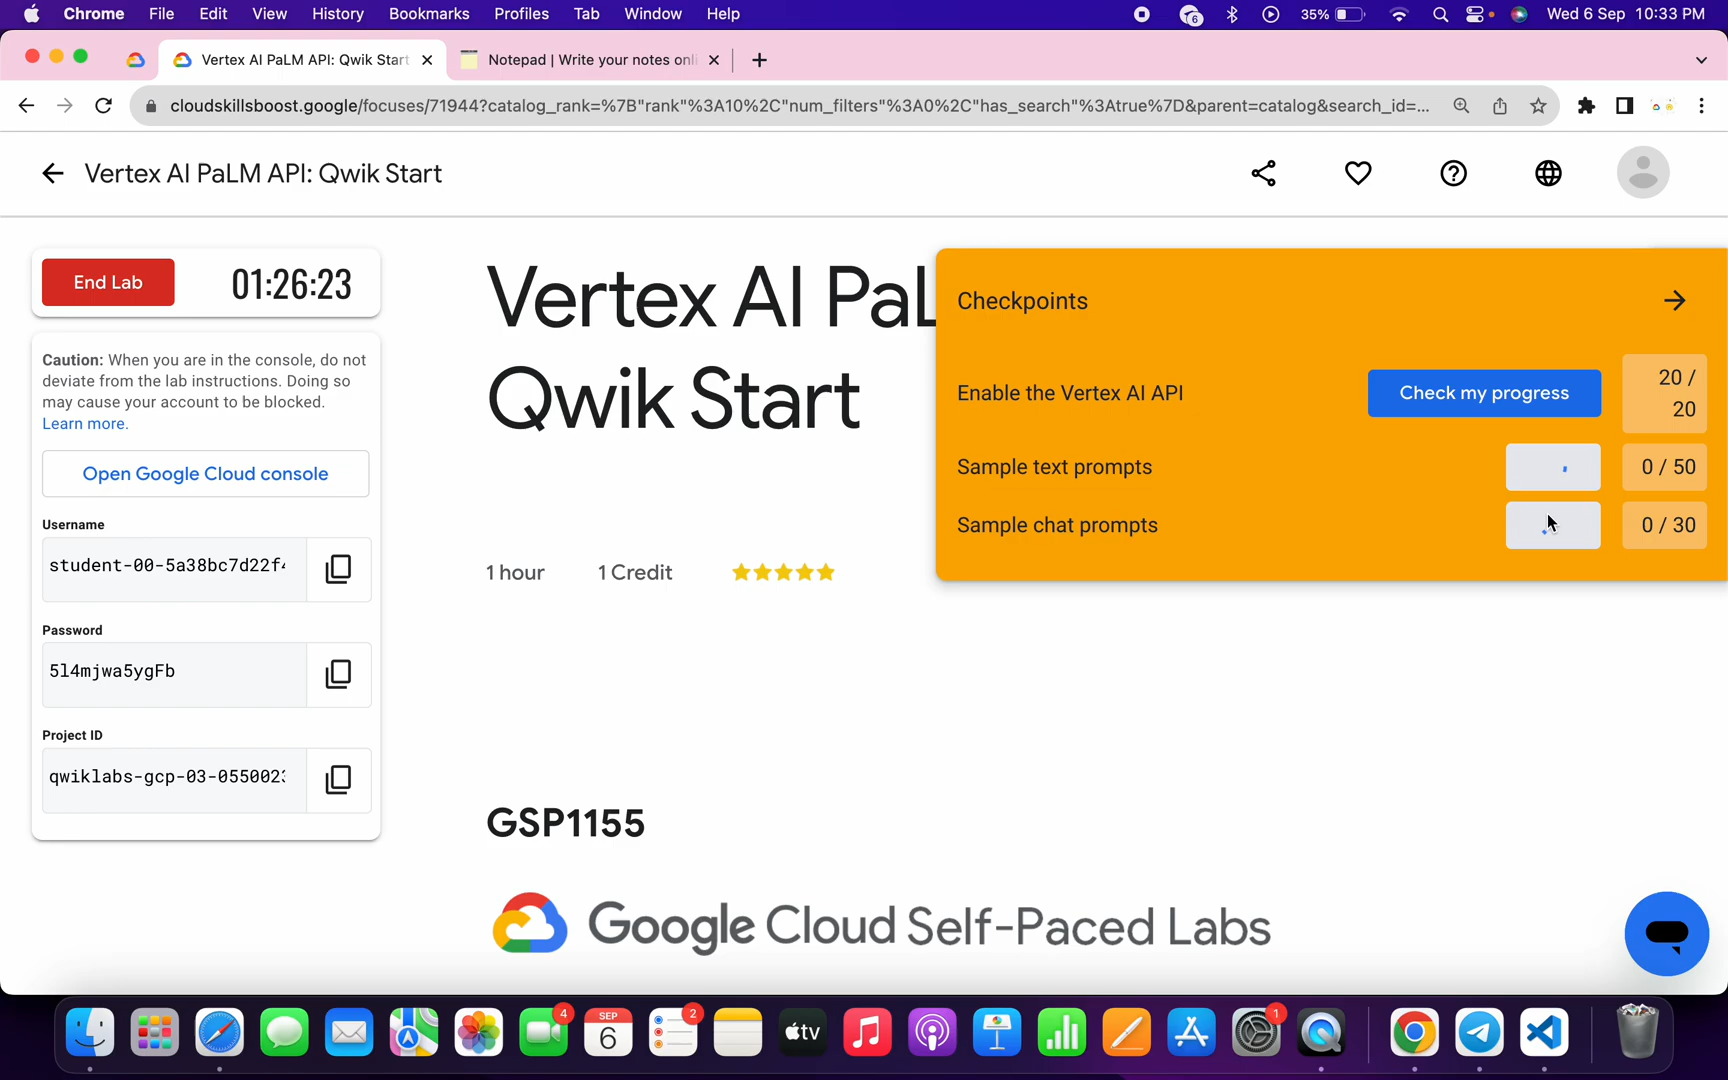 Chrome File Edit View History Bookmarks Profiles Tab Window Help 6 35% Wed 6 Sep 10:33 PM
Vertex AI PaLM API: Qwik Start
Notepad | Write your notes onli
cloudskillsboost.google/focuses/71944?catalog_rank=%7B"rank"%3A10%2C"num_filters"%3A0%2C"has_search"%3Atrue%7D&parent=catalog&search_id=...
Vertex AI PaLM API: Qwik Start
End Lab 01:26:23
Caution: When you are in the console, do not
deviate from the lab instructions. Doing so
may cause your account to be blocked.
Learn more.
Open Google Cloud console
Username
student-00-5a38bc7d22f4
Password
5l4mjwa5ygFb
Project ID
qwiklabs-gcp-03-0550023
Vertex AI PaL
Qwik Start
1 hour 1 Credit
GSP1155
Google Cloud Self-Paced Labs
Checkpoints
Enable the Vertex AI API Check my progress 20 /
20
Sample text prompts 0 / 50
Sample chat prompts 0 / 30
4
SEP
6
2
tv
1